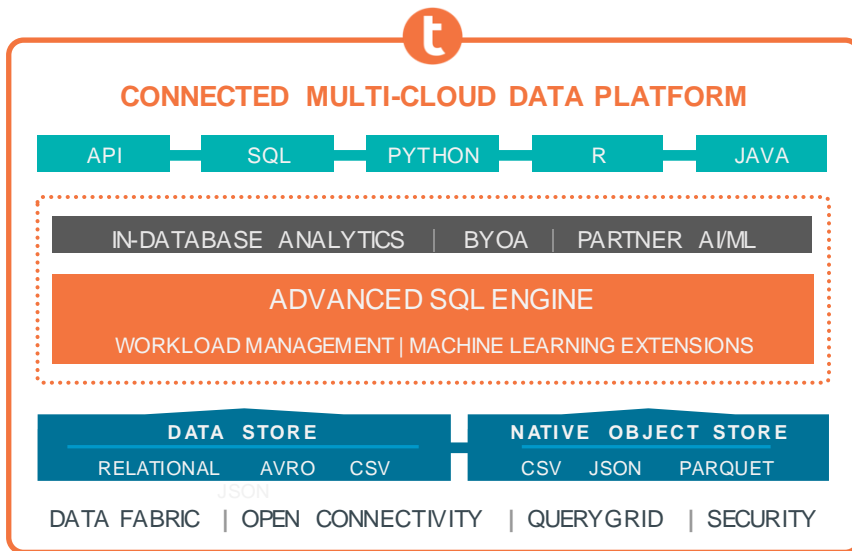 t
CONNECTED MULTI-CLOUD DATA PLATFORM
API SQL PYTHON R JAVA
IN-DATABASE ANALYTICS | BYOA | PARTNER AI/ML
ADVANCED SQL ENGINE
WORKLOAD MANAGEMENT | MACHINE LEARNING EXTENSIONS
DATA STORE
RELATIONAL AVRO CSV
JSON
NATIVE OBJECT STORE
CSV JSON PARQUET
DATA FABRIC | OPEN CONNECTIVITY | QUERYGRID | SECURITY